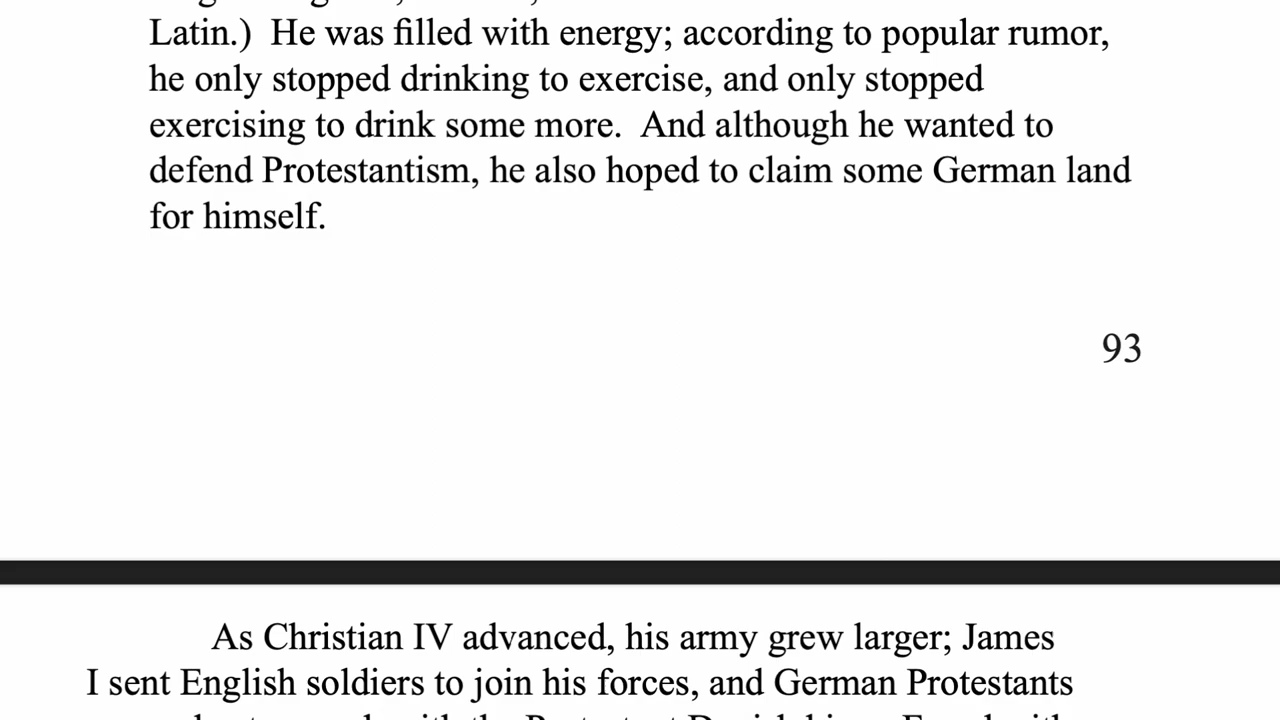 Latin.)  He was filled with energy; according to popular rumor,
he only stopped drinking to exercise, and only stopped
exercising to drink some more.  And although he wanted to
defend Protestantism, he also hoped to claim some German land
for himself.
93
As Christian IV advanced, his army grew larger; James
I sent English soldiers to join his forces, and German Protestants